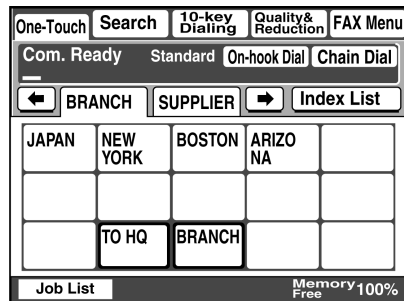 One-Touch Search 10-key Dialing Quality& Reduction FAX Menu
Com. Ready Standard On-hook Dial Chain Dial
BRANCH SUPPLIER Index List
JAPAN NEW YORK BOSTON ARIZO NA
TO HQ BRANCH
Job List Memory Free 100%